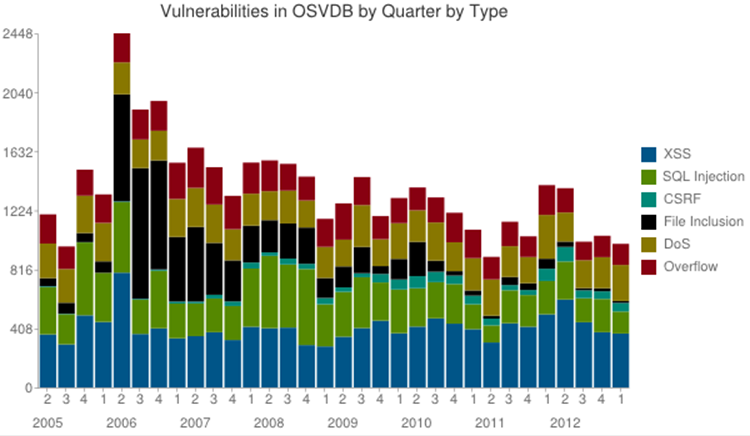 Vulnerabilities in OSVDB by Quarter by Type
2448
2040
1632
1224
816
408
0
XSS
SQL Injection
CSRF
File Inclusion
DoS
Overflow
2 3 4 1 2 3 4 1 2 3 4 1 2 3 4 1 2 3 4 1 2 3 4 1 2 3 4 1 2 3 4 1
2005 2006 2007 2008 2009 2010 2011 2012